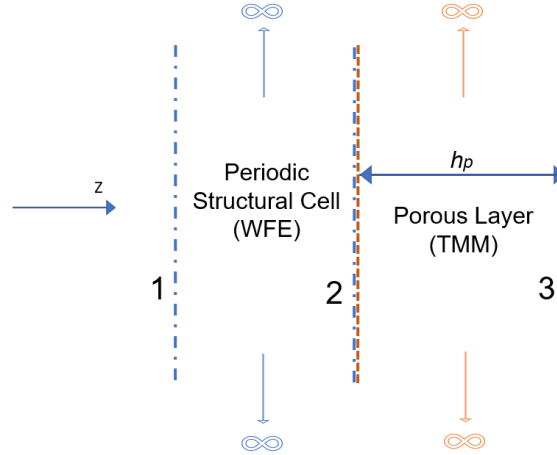 ∞ ∞
hp
z
Periodic
Structural Cell
(WFE)
Porous Layer
(TMM)
1 2 3
∞ ∞